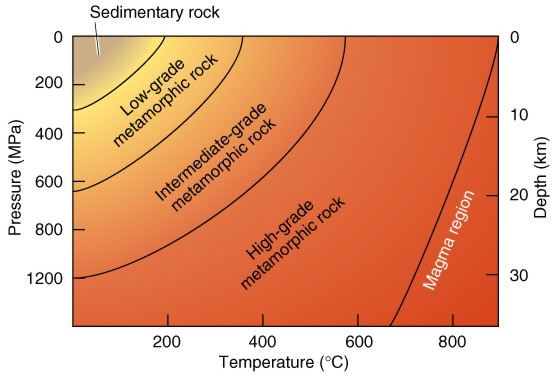 Sedimentary rock
0
200
400
600
800
1200
Pressure (MPa)
Low-grade
metamorphic rock
Intermediate-grade
metamorphic rock
High-grade
metamorphic rock
Magma region
0
10
20
30
Depth (km)
200
400
600
800
Temperature (°C)